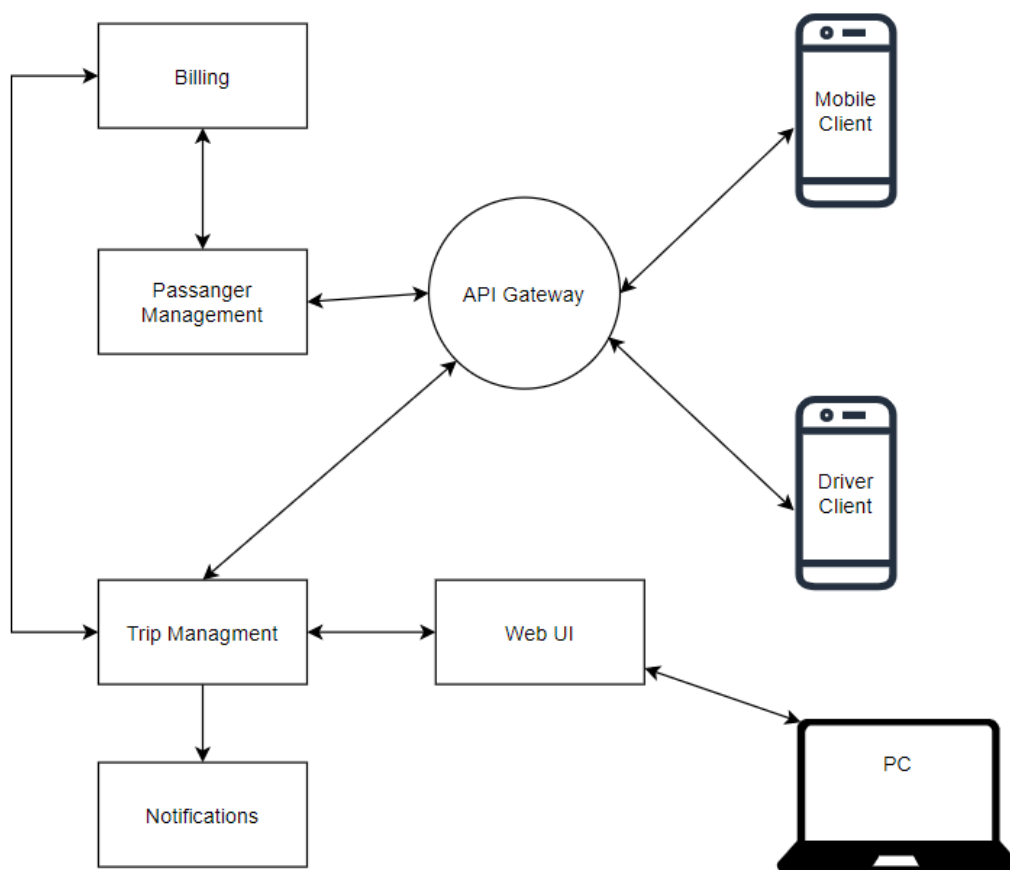 Billing
Mobile
Client
Passanger
Management
API Gateway
Driver
Client
Trip Managment
Web UI
PC
Notifications